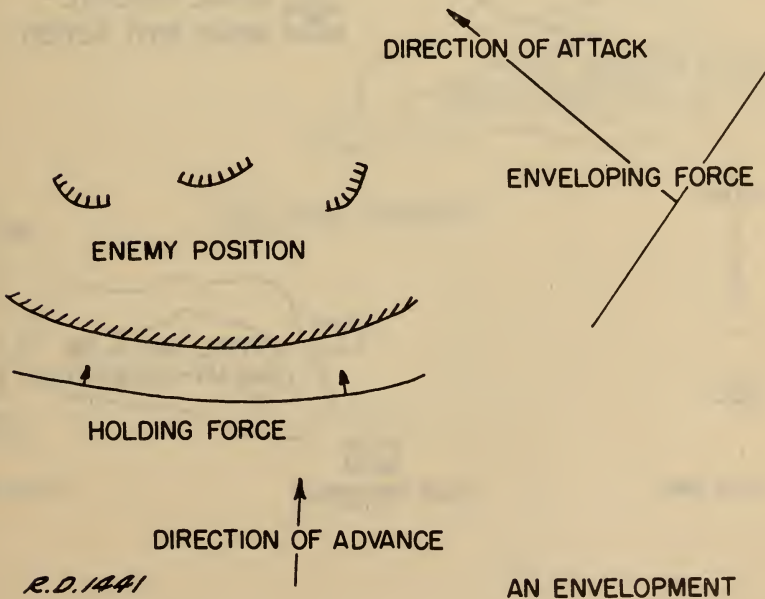 DIRECTION OF ATTACK
ENVELOPING FORCE
ENEMY POSITION
HOLDING FORCE
DIRECTION OF ADVANCE
R.D.1441
AN ENVELOPMENT